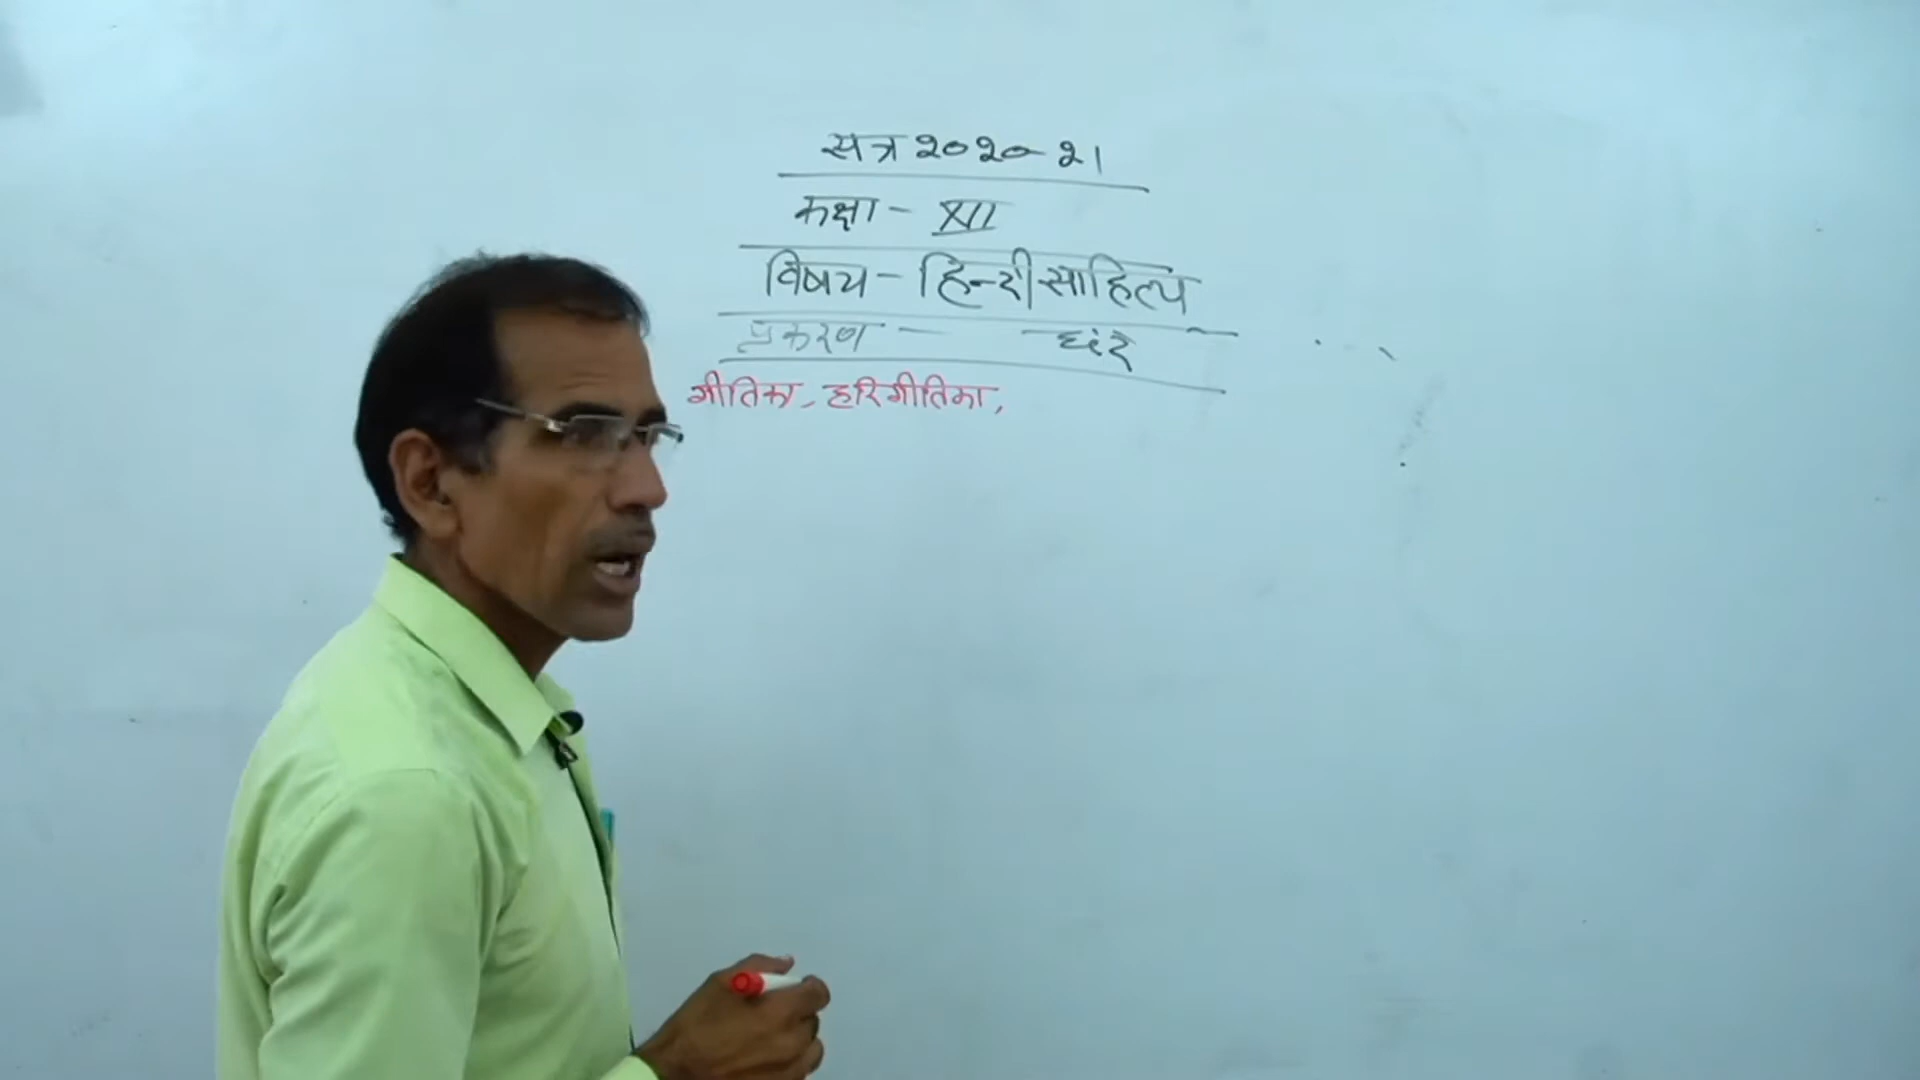 सत्र २०२०-२१
कक्षा - XII
विषय - हिन्दी साहित्य
प्रकरण - छंद
गीतिका, हरिगीतिका,